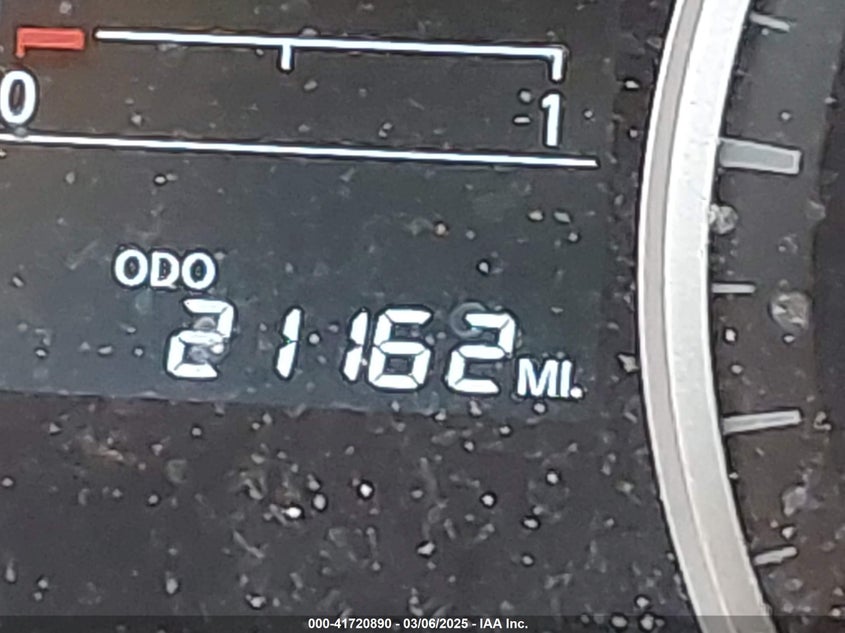 0 1
ODO
21162 MI.
000-41720890 - 03/06/2025 - IAA Inc.